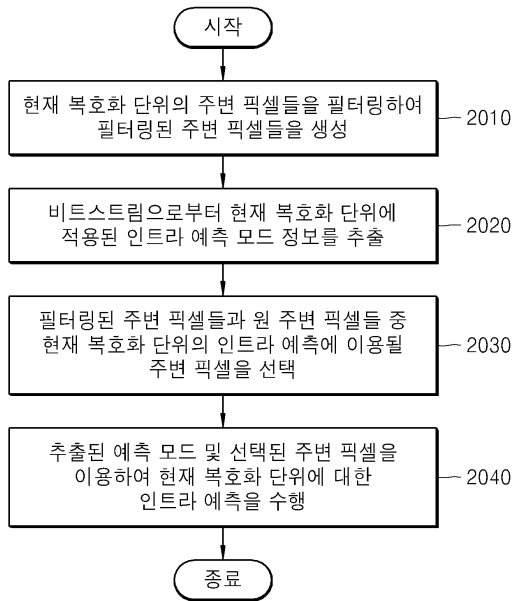 시작
현재 복호화 단위의 주변 픽셀들을 필터링하여
필터링된 주변 픽셀들을 생성
2010
비트스트림으로부터 현재 복호화 단위에
적용된 인트라 예측 모드 정보를 추출
2020
필터링된 주변 픽셀들과 원 주변 픽셀들 중
현재 복호화 단위의 인트라 예측에 이용될
주변 픽셀을 선택
2030
추출된 예측 모드 및 선택된 주변 픽셀을
이용하여 현재 복호화 단위에 대한
인트라 예측을 수행
2040
종료